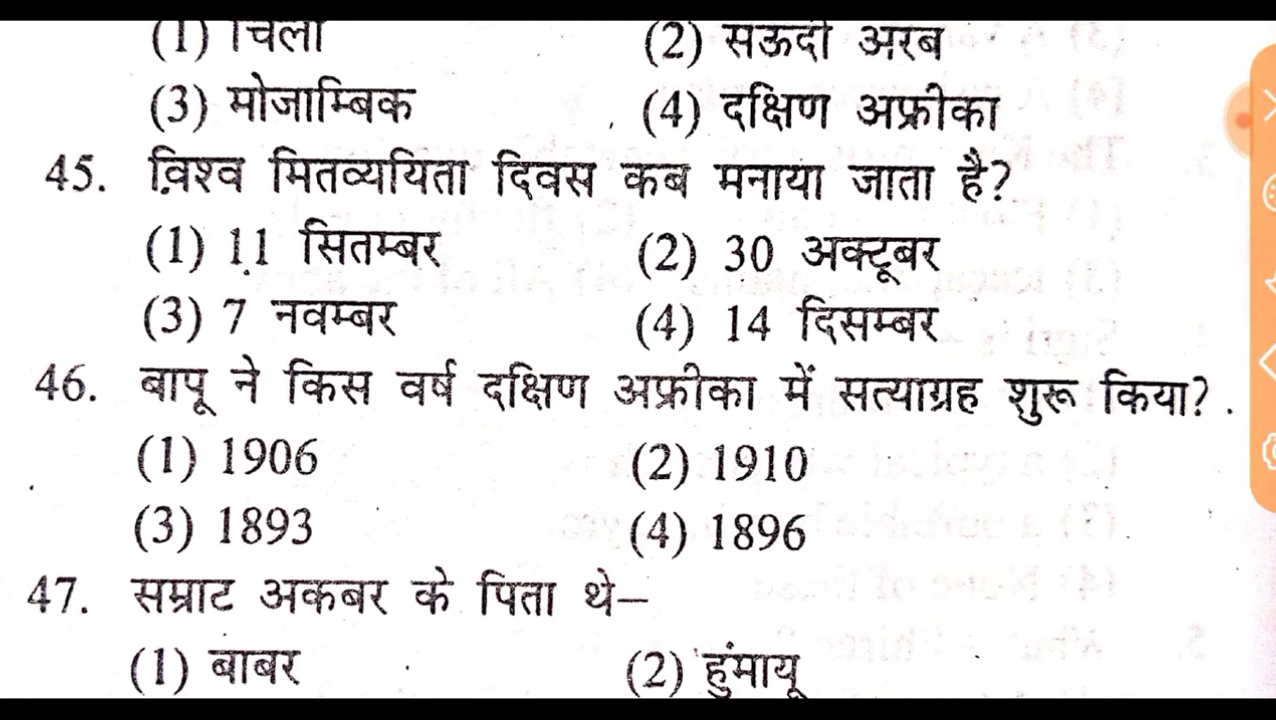 (1) चिली (2) सऊदी अरब
(3) मोजाम्बिक (4) दक्षिण अफ्रीका
45. विश्व मितव्ययिता दिवस कब मनाया जाता है?
(1) 11 सितम्बर (2) 30 अक्टूबर
(3) 7 नवम्बर (4) 14 दिसम्बर
46. बापू ने किस वर्ष दक्षिण अफ्रीका में सत्याग्रह शुरू किया?
(1) 1906 (2) 1910
(3) 1893 (4) 1896
47. सम्राट अकबर के पिता थे–
(1) बाबर (2) हुंमायू